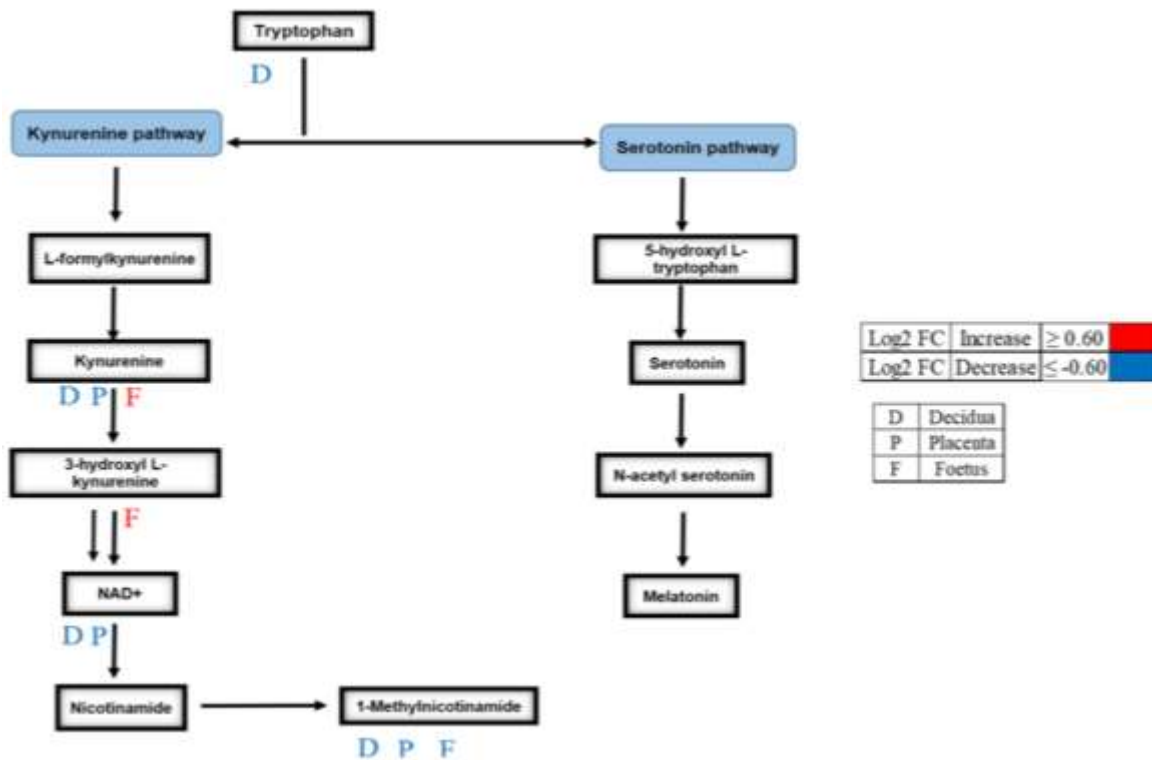 Tryptophan
D
Kynurenine pathway
Serotonin pathway
L-formylkynurenine
5-hydroxyl L-
tryptophan
Kynurenine
D P F
Serotonin
3-hydroxyl L-
kynurenine
F
N-acetyl serotonin
NAD+
D P
Melatonin
Nicotinamide
1-Methylnicotinamide
D P F
Log2 FC Increase ≥ 0.60
Log2 FC Decrease ≤ -0.60
D Decidua
P Placenta
F Foetus